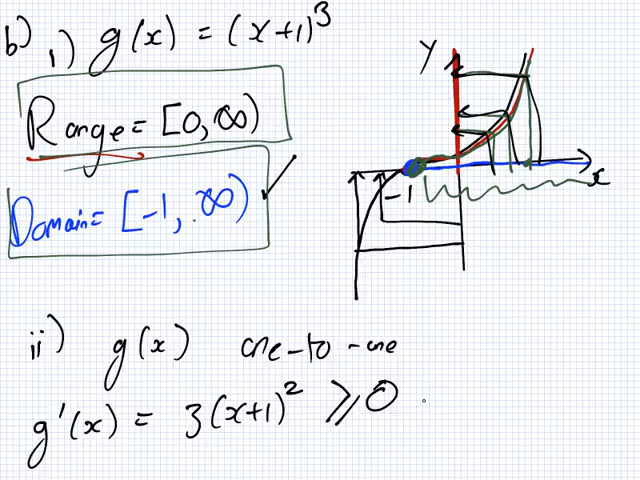 b) i) g(x) = (x+1)³
Range = [0, ∞)
Domain = [-1, ∞) ✓
y
x
-1
ii) g(x) one-to-one
g'(x) = 3(x+1)² ⩾ 0